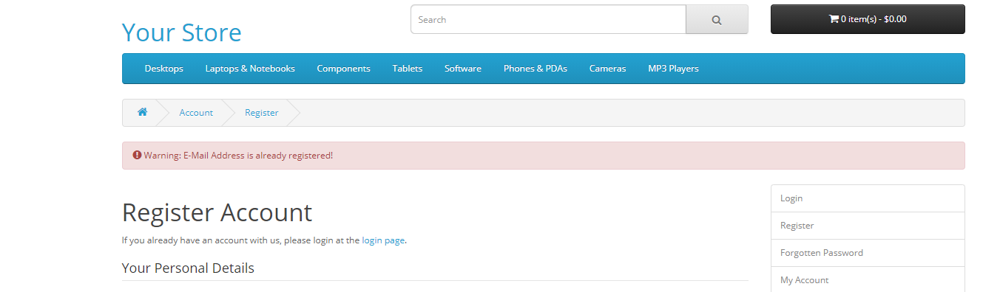 Your Store
Search
0 item(s) - $0.00
Desktops Laptops & Notebooks Components Tablets Software Phones & PDAs Cameras MP3 Players
Account Register
Warning: E-Mail Address is already registered!
Register Account
If you already have an account with us, please login at the login page.
Your Personal Details
Login
Register
Forgotten Password
My Account